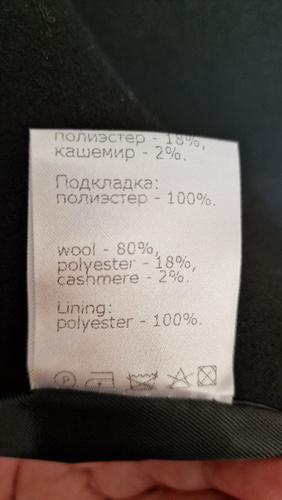 полиэстер - 18%,
кашемир - 2%.
Подкладка:
полиэстер - 100%.
wool - 80%,
polyester - 18%,
cashmere - 2%.
Lining:
polyester - 100%.
P